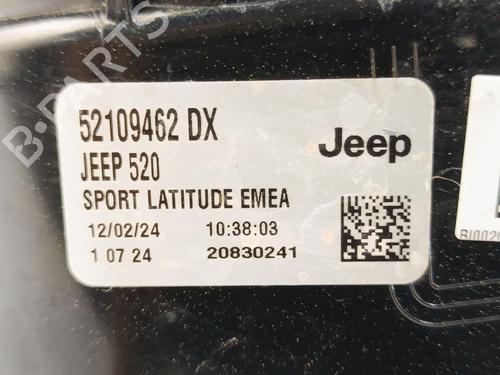 B-PARTS
52109462 DX
Jeep
JEEP 520
SPORT LATITUDE EMEA
12/02/24 10:38:03
1 07 24 20830241